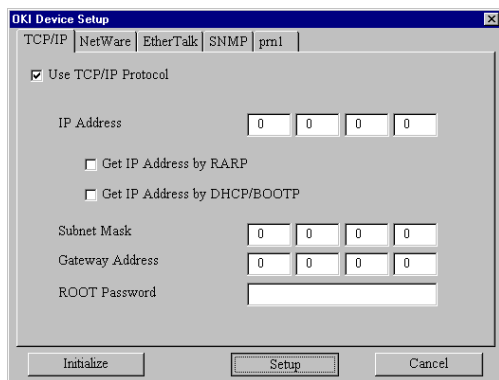 OKI Device Setup
TCP/IP NetWare EtherTalk SNMP prn1
Use TCP/IP Protocol
IP Address 0 0 0 0
Get IP Address by RARP
Get IP Address by DHCP/BOOTP
Subnet Mask 0 0 0 0
Gateway Address 0 0 0 0
ROOT Password
Initialize Setup Cancel